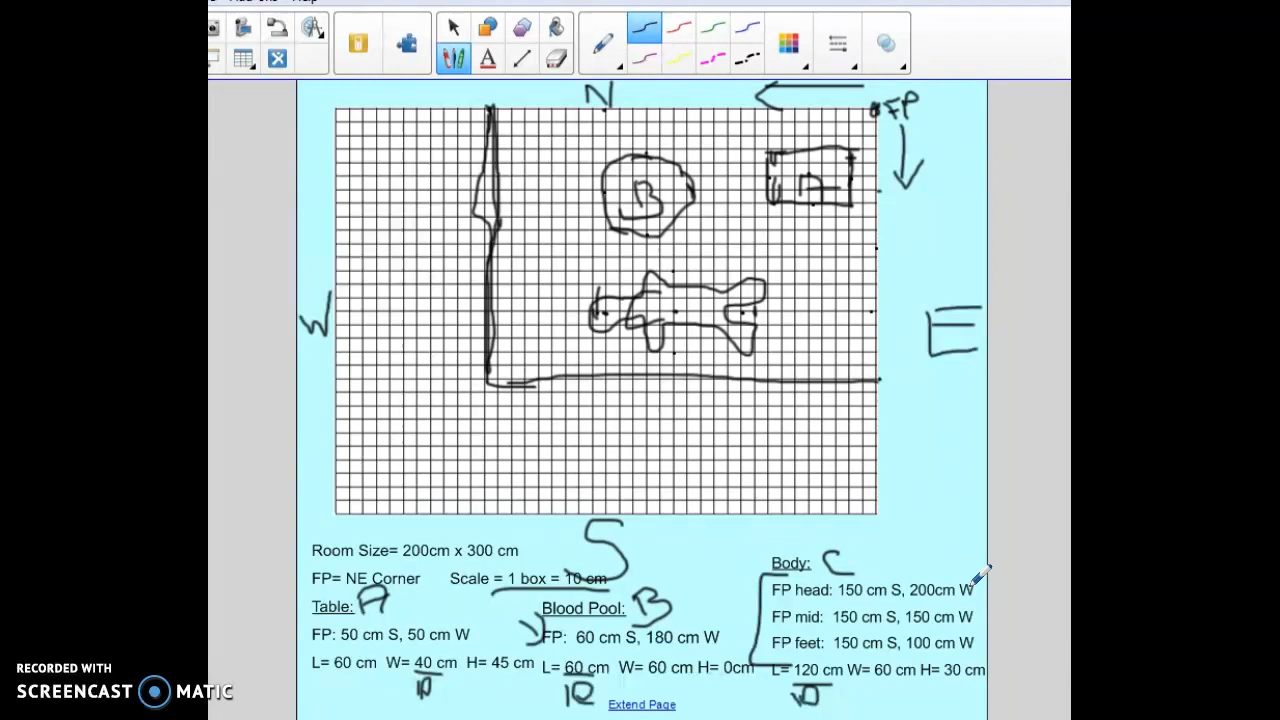 N
FP
B
A
W
E
S
Room Size= 200cm x 300 cm
FP= NE Corner Scale = 1 box = 10 cm
Table: A
FP: 50 cm S, 50 cm W
L= 60 cm W= 40 cm H= 45 cm
10
Blood Pool: B
FP: 60 cm S, 180 cm W
L= 60 cm W= 60 cm H= 0cm
10
Body: C
FP head: 150 cm S, 200cm W
FP mid: 150 cm S, 150 cm W
FP feet: 150 cm S, 100 cm W
L= 120 cm W= 60 cm H= 30 cm
10
Extend Page
RECORDED WITH
SCREENCAST MATIC